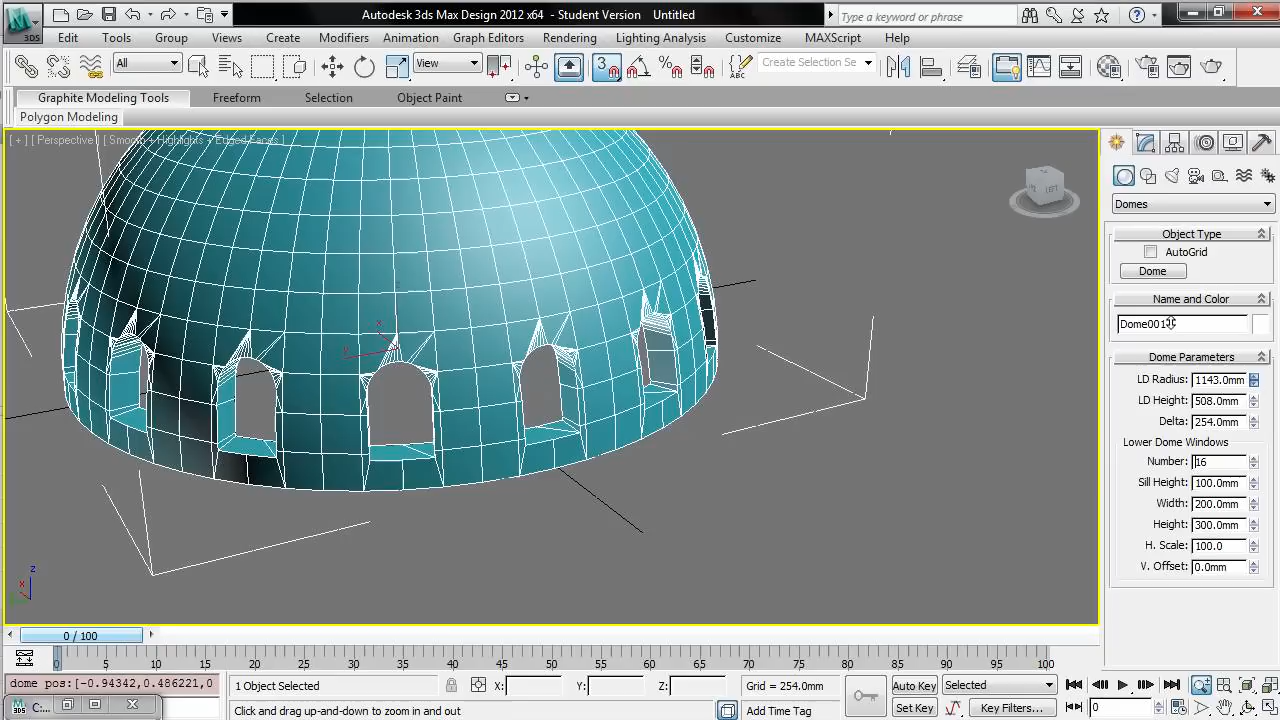 Autodesk 3ds Max Design 2012 x64 - Student Version Untitled
Type a keyword or phrase
3DS
Edit Tools Group Views Create Modifiers Animation Graph Editors Rendering Lighting Analysis Customize MAXScript Help
All View 3 Create Selection Se
Graphite Modeling Tools Freeform Selection Object Paint
Polygon Modeling
[ + ] [ Perspective ] [ Smooth + Highlights + Edged Faces ]
LEFT
Domes
Object Type
AutoGrid
Dome
Name and Color
Dome001
Dome Parameters
LD Radius: 1143.0mm
LD Height: 508.0mm
Delta: 254.0mm
Lower Dome Windows
Number: 16
Sill Height: 100.0mm
Width: 200.0mm
Height: 300.0mm
H. Scale: 100.0
V. Offset: 0.0mm
x
y
z
x
0 / 100
0 5 10 15 20 25 30 35 40 45 50 55 60 65 70 75 80 85 90 95 100
dome pos:[-0.94342,0.486221,0
1 Object Selected X: Y: Z: Grid = 254.0mm Auto Key Selected
C:...
Click and drag up-and-down to zoom in and out Add Time Tag Set Key Key Filters... 0